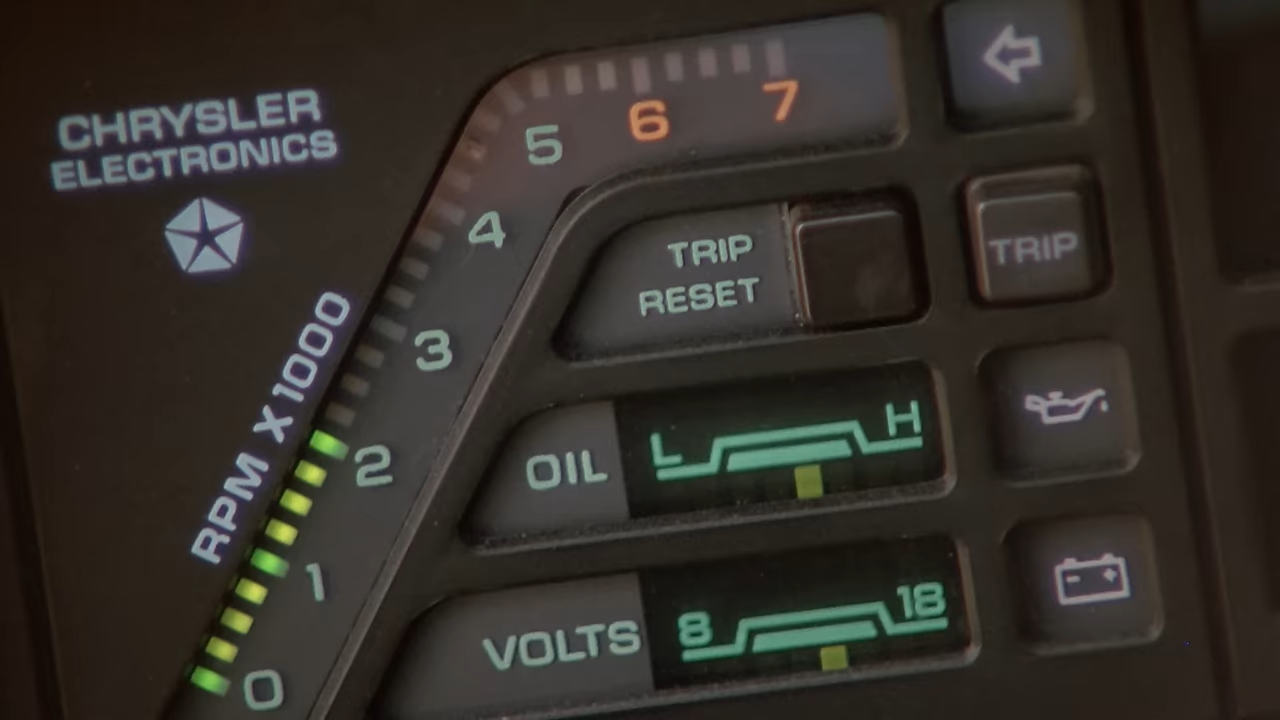 CHRYSLER
ELECTRONICS
RPM X1000
7
6
5
4
3
2
1
0
TRIP
RESET
TRIP
OIL
L H
VOLTS
8 18